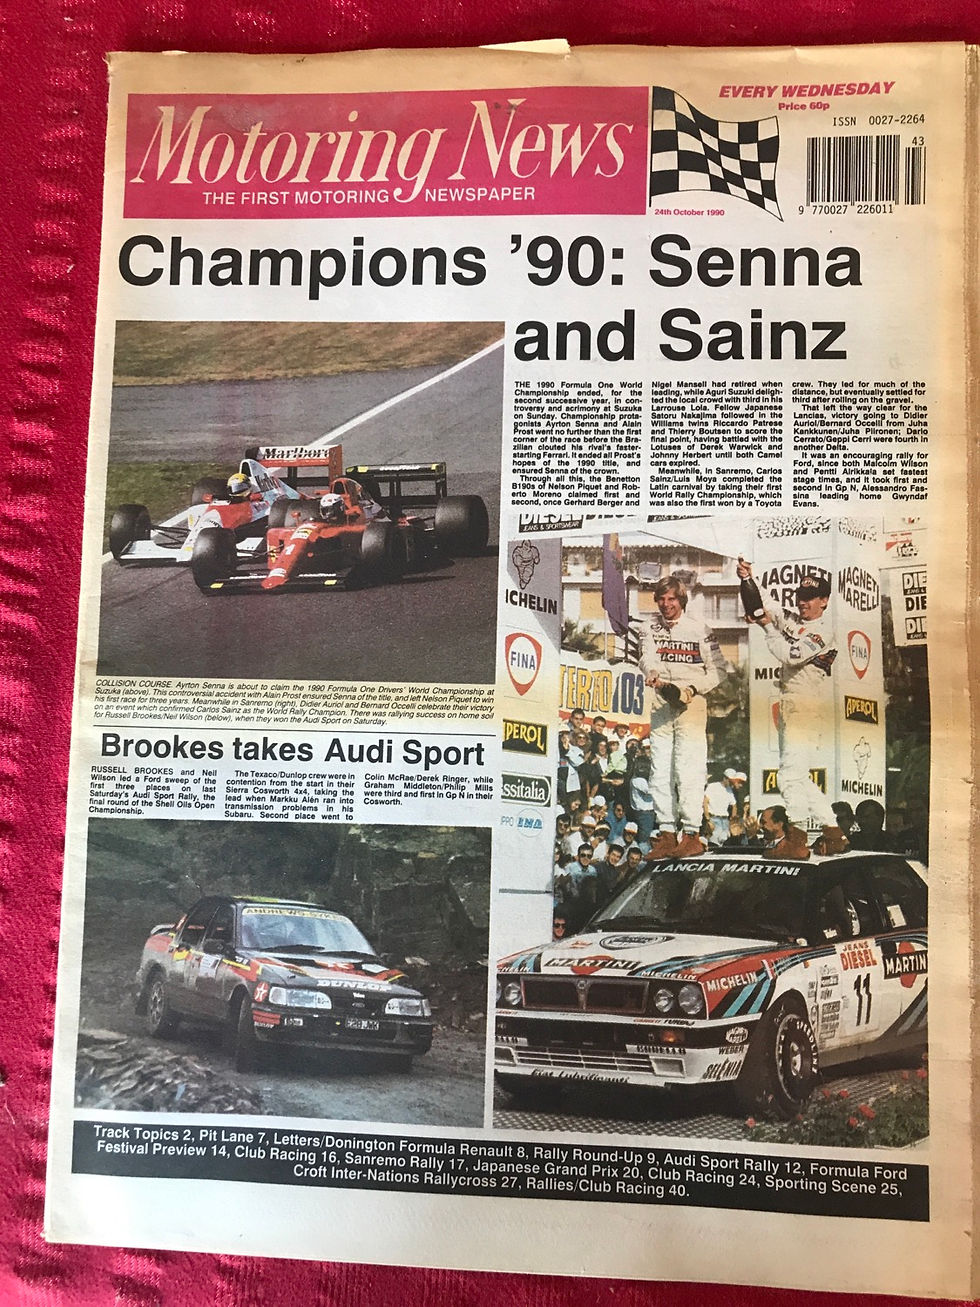 Motoring News
THE FIRST MOTORING NEWSPAPER
EVERY WEDNESDAY
Price 60p
ISSN 0027-2264
43
9 770027 226011
24th October 1990
Champions ’90: Senna
and Sainz
THE 1990 Formula One World
Championship ended, for
the second successive year, in con-
troversy and acrimony at Suzuka
on Sunday. Championship prota-
gonists Ayrton Senna and Alain
Prost went no further than the first
corner of the race before the Bra-
zilian clouted his rival's faster-
starting Ferrari. It ended all Prost's
hopes of the 1990 title, and
ensured Senna of the crown.
Through all this, the Benetton
B190s of Nelson Piquet and Rob-
erto Moreno claimed first and
second, once Gerhard Berger and
Nigel Mansell had retired when
leading, while Aguri Suzuki deligh-
ted the local crowd with third in his
Larrouse Lola. Fellow Japanese
Satoru Nakajima followed in the
Williams twins Riccardo Patrese
and Thierry Boutsen to score the
final point, having battled with the
Lotuses of Derek Warwick and
Johnny Herbert until both Camel
cars expired.
Meanwhile, in Sanremo, Carlos
Sainz/Luis Moya completed the
Latin carnival by taking their first
World Rally Championship, which
was also the first won by a Toyota
crew. They led for much of the
distance, but eventually settled for
third after rolling on the gravel.
That left the way clear for the
Lancias, victory going to Didier
Auriol/Bernard Occelli from Juha
Kankkunen/Juha Piironen; Dario
Cerrato/Geppi Cerri were fourth in
another Delta.
It was an encouraging rally for
Ford, since both Malcolm Wilson
and Pentti Airikkala set fastest
stage times, and it took first and
second in Gp N, Alessandro Fas-
sina leading home Gwyndaf
Evans.
Marlboro
COLLISION COURSE. Ayrton Senna is about to claim the 1990 Formula One Drivers' World Championship at
Suzuka (above). This controversial accident with Alain Prost ensured Senna of the title, and left Nelson Piquet to win
his first race for three years. Meanwhile in Sanremo (right), Didier Auriol and Bernard Occelli celebrate their victory
on an event which confirmed Carlos Sainz as the World Rally Champion. There was rallying success on home soil
for Russell Brookes/Neil Wilson (below), when they won the Audi Sport on Saturday.
Brookes takes Audi Sport
RUSSELL BROOKES and Neil
Wilson led a Ford sweep of the
first three places on last
Saturday's Audi Sport Rally, the
final round of the Shell Oils Open
Championship.
The Texaco/Dunlop crew were in
contention from the start in their
Sierra Cosworth 4x4, taking the
lead when Markku Alén ran into
transmission problems in his
Subaru. Second place went to
Colin McRae/Derek Ringer, while
Graham Middleton/Philip Mills
were third and first in Gp N in their
Cosworth.
DIESEL
JEANS & SPORTSWEAR
ICHELIN
FINA
103
APEROL
ssitalia
MARTINI
RACING
MAGNETI
MARELLI
FINA
APEROL
MICHELIN
DIE
DIE
LANCIA MARTINI
MARTINI
MICHELIN
MICHELIN
JEANS
DIESEL
MARTIN
11
WEBER
SELENIA
ANDREWS
DUNLOP
Track Topics 2, Pit Lane 7, Letters/Donington Formula Renault 8, Rally Round-Up 9, Audi Sport Rally 12, Formula Ford
Festival Preview 14, Club Racing 16, Sanremo Rally 17, Japanese Grand Prix 20, Club Racing 24, Sporting Scene 25,
Croft Inter-Nations Rallycross 27, Rallies/Club Racing 40.